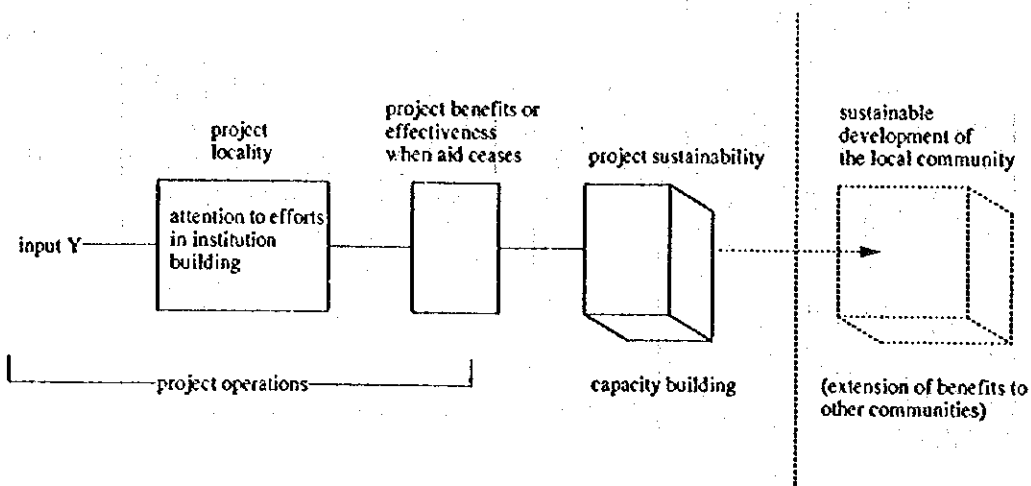 project
locality
project benefits or
effectiveness
when aid ceases
project sustainability
sustainable
development of
the local community
input Y
attention to efforts
in institution
building
project operations
capacity building
(extension of benefits to
other communities)